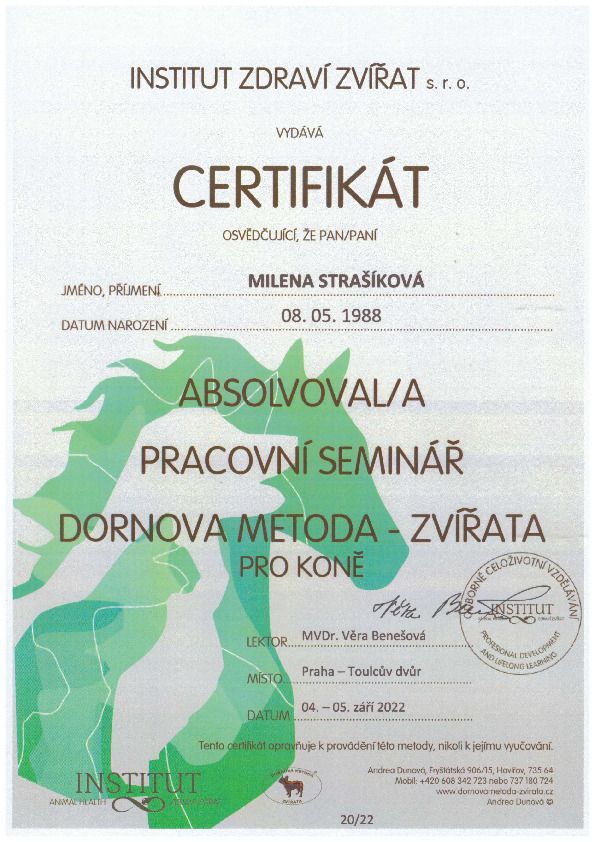 INSTITUT ZDRAVÍ ZVÍŘAT s. r. o.
VYDÁVÁ
CERTIFIKÁT
OSVĚDČUJÍCÍ, ŽE PAN/PANÍ
JMÉNO, PŘÍJMENÍ MILENA STRAŠÍKOVÁ
DATUM NAROZENÍ 08. 05. 1988
ABSOLVOVAL/A
PRACOVNÍ SEMINÁŘ
DORNOVA METODA - ZVÍŘATA
PRO KONĚ
ODBORNÉ CELOŽIVOTNÍ VZDĚLÁVÁNÍ
INSTITUT
PROFESIONAL DEVELOPMENT
AND LIFELONG LEARNING
LEKTOR MVDr. Věra Benešová
MÍSTO Praha – Toulcův dvůr
DATUM 04. – 05. září 2022
Tento certifikát opravňuje k provádění této metody, nikoli k jejímu vyučování.
INSTITUT
ANIMAL HEALTH
ZVÍŘATA
Andrea Dunová, Fryštátská 906/15, Havířov, 735 64
Mobil: +420 608 342 723 nebo 737 180 724
www.dornovametoda-zvirata.cz
Andrea Dunová ©
20/22